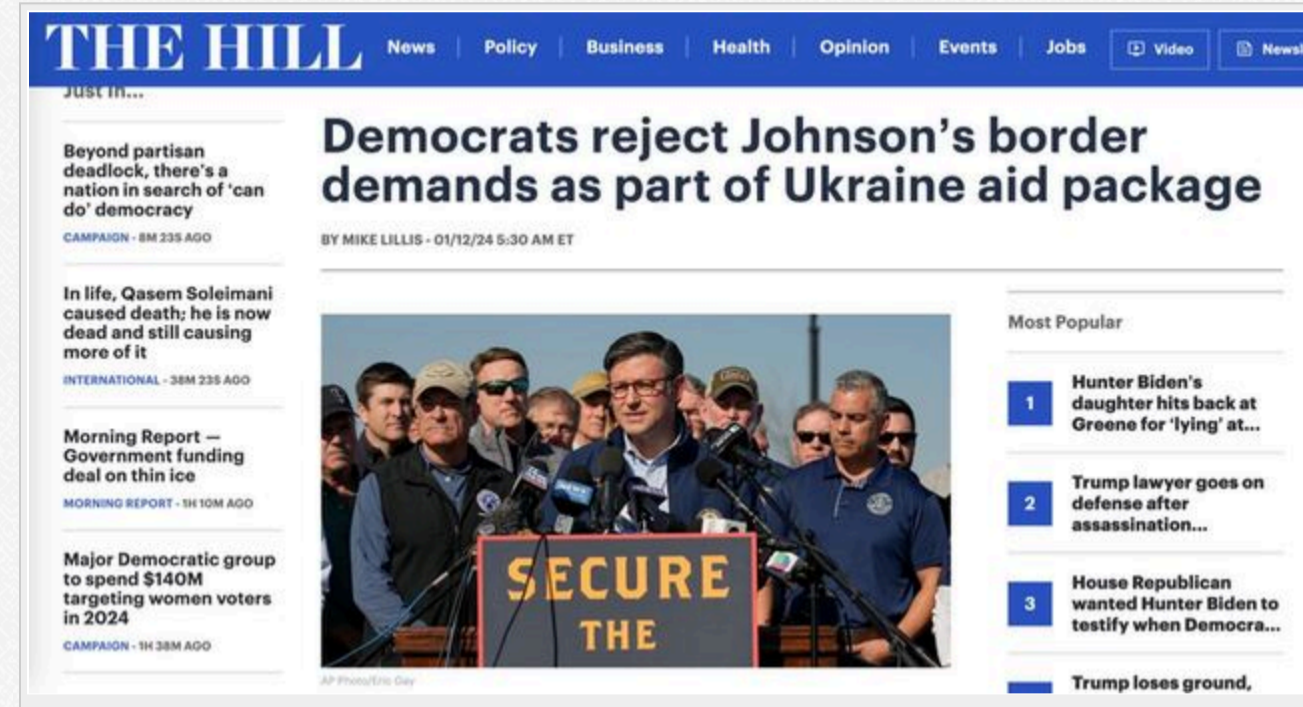 THE HILL
News
Policy
Business
Health
Opinion
Events
Jobs
Video
Just In...
Beyond partisan
deadlock, there's a
nation in search of 'can
do' democracy
CAMPAIGN - 8M 23S AGO
In life, Qasem Soleimani
caused death; he is now
dead and still causing
more of it
INTERNATIONAL - 38M 23S AGO
Morning Report —
Government funding
deal on thin ice
MORNING REPORT - 1H 10M AGO
Major Democratic group
to spend $140M
targeting women voters
in 2024
CAMPAIGN - 1H 38M AGO
Democrats reject Johnson's border
demands as part of Ukraine aid package
BY MIKE LILLIS - 01/12/24 5:30 AM ET
SECURE
THE
AP Photo/Eric Gay
Most Popular
1
Hunter Biden's
daughter hits back at
Greene for 'lying' at...
2
Trump lawyer goes on
defense after
assassination...
3
House Republican
wanted Hunter Biden to
testify when Democra...
Trump loses ground,